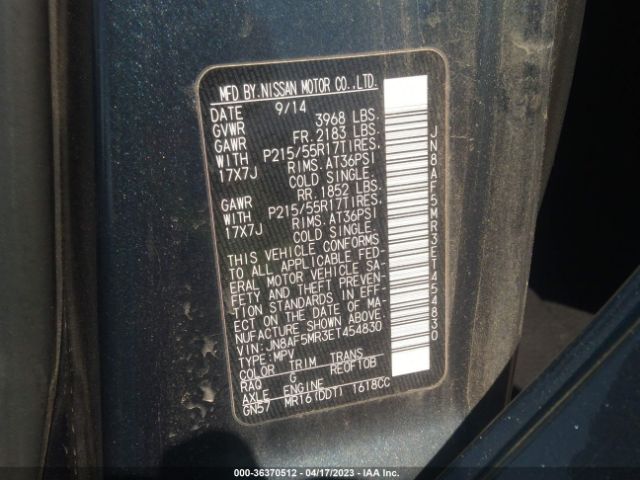 MFD BY.NISSAN MOTOR CO.,LTD.
DATE 9/14
GVWR 3968 LBS.
GAWR FR.2183 LBS.
WITH P215/55R17TIRES,
17X7J RIMS.AT36PSI
COLD SINGLE.
GAWR RR.1852 LBS.
WITH P215/55R17TIRES,
17X7J RIMS.AT36PSI
COLD SINGLE.
THIS VEHICLE CONFORMS
TO ALL APPLICABLE FED-
ERAL MOTOR VEHICLE SA-
FETY AND THEFT PREVEN-
TION STANDARDS IN EFF-
ECT ON THE DATE OF MA-
NUFACTURE SHOWN ABOVE.
VIN:JN8AF5MR3ET454830
TYPE:MPV
COLOR TRIM TRANS
RAQ G RE0F10B
AXLE ENGINE
GN57 MR16(DDT) 1618CC
JN8AF5MR3ET454830
000-36370512 - 04/17/2023 - IAA Inc.